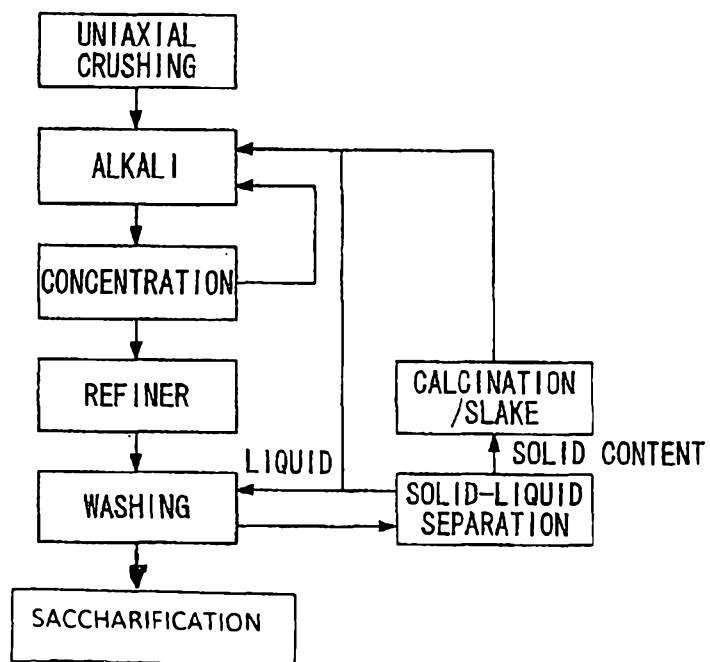 UNIAXIAL
CRUSHING
ALKALI
CONCENTRATION
REFINER
CALCINATION
/SLAKE
LIQUID
SOLID CONTENT
WASHING
SOLID-LIQUID
SEPARATION
SACCHARIFICATION